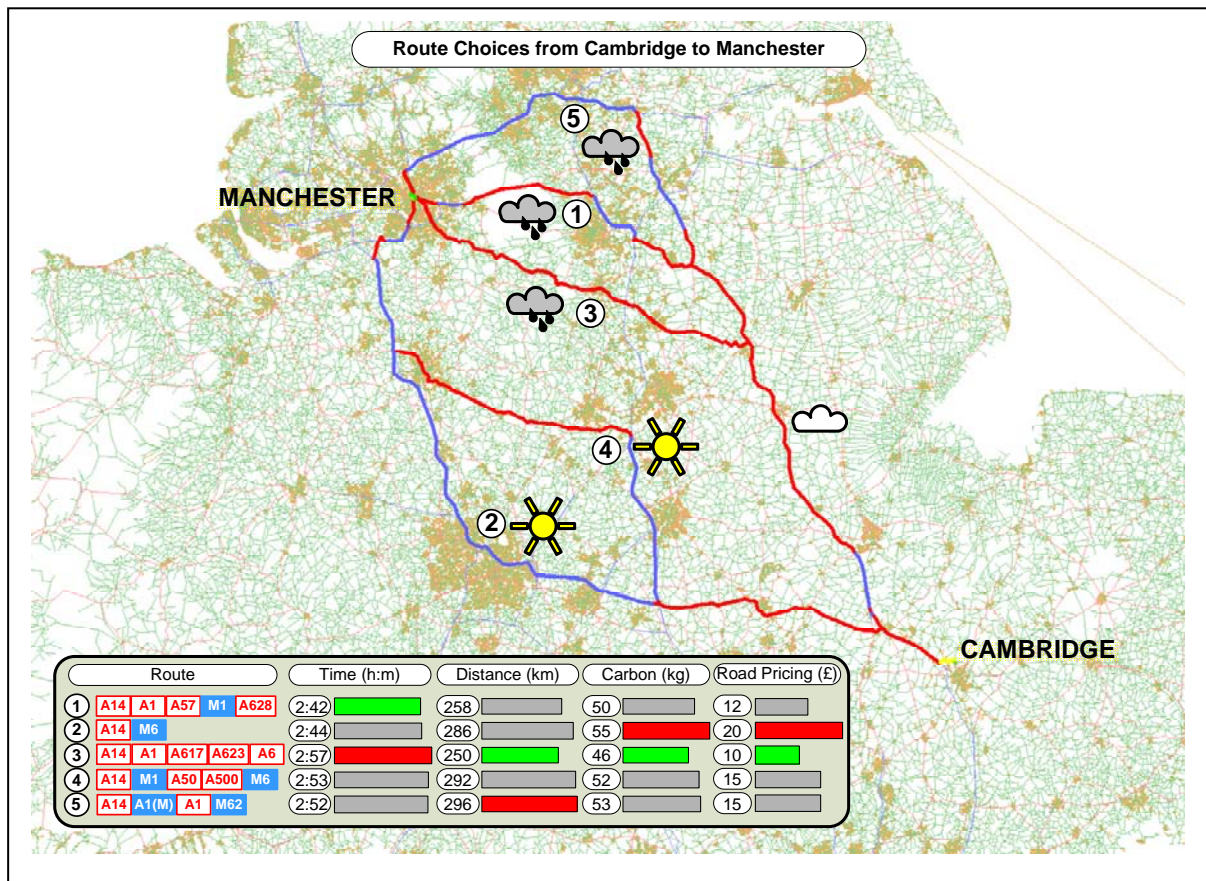 Route Choices from Cambridge to Manchester
5
MANCHESTER
1
3
4
2
CAMBRIDGE
Route Time (h:m) Distance (km) Carbon (kg) Road Pricing (£)
1 A14 A1 A57 M1 A628 2:42 258 50 12
2 A14 M6 2:44 286 55 20
3 A14 A1 A617 A623 A6 2:57 250 46 10
4 A14 M1 A50 A500 M6 2:53 292 52 15
5 A14 A1(M) A1 M62 2:52 296 53 15